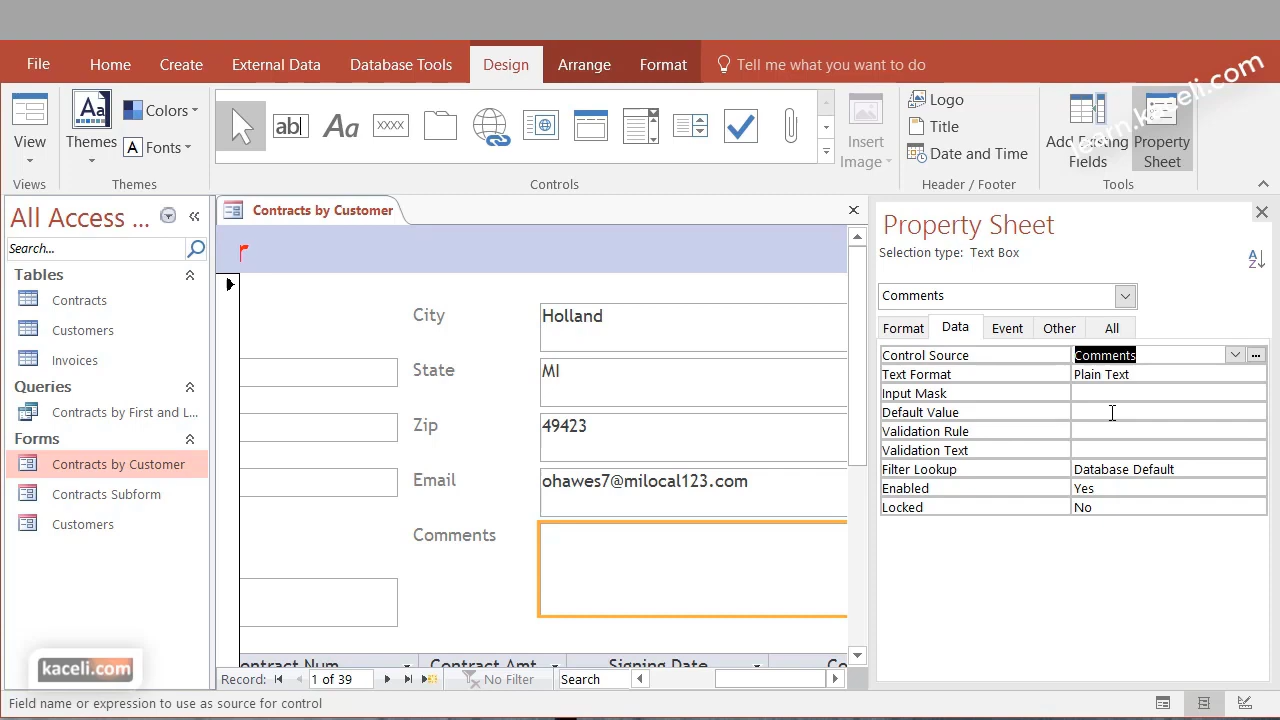 File Home Create External Data Database Tools Design Arrange Format Tell me what you want to do
learn.kaceli.com
View
Views
Aa
Themes
Colors
A Fonts
Themes
ab
Aa
XXXX
Controls
Insert
Image
Logo
Title
Date and Time
Header / Footer
Add Existing
Fields
Property
Sheet
Tools
All Access ...
Search...
Tables
Contracts
Customers
Invoices
Queries
Contracts by First and L...
Forms
Contracts by Customer
Contracts Subform
Customers
kaceli.com
Contracts by Customer
City Holland
State MI
Zip 49423
Email ohawes7@milocal123.com
Comments
Contract Amt
Signing Date
Record: 1 of 39 No Filter Search
Property Sheet
Selection type: Text Box
AZ
Comments
Format Data Event Other All
Control Source Comments ...
Text Format Plain Text
Input Mask
Default Value
Validation Rule
Validation Text
Filter Lookup Database Default
Enabled Yes
Locked No
Field name or expression to use as source for control